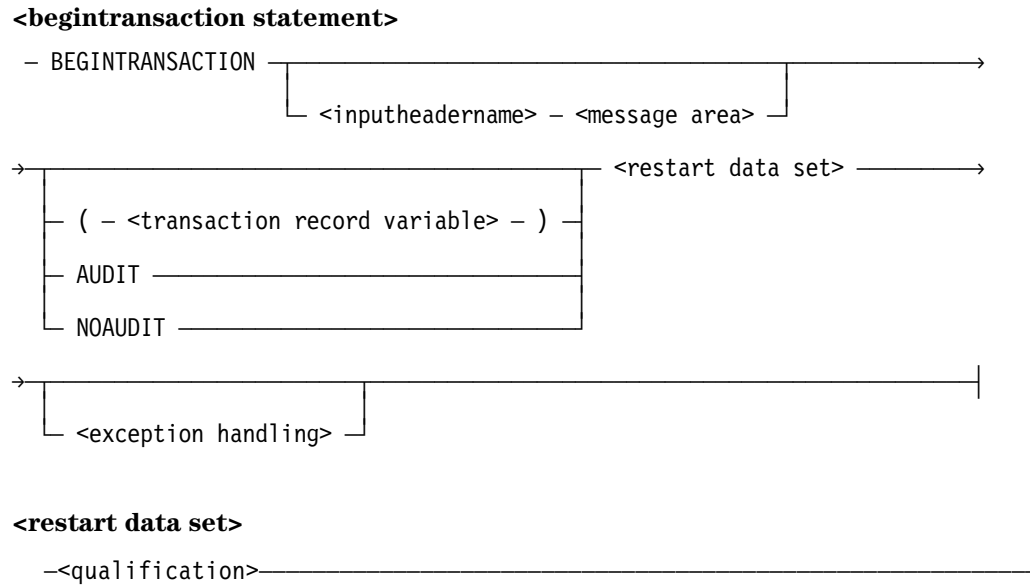 <begintransaction statement>
BEGINTRANSACTION
<inputheadername> — <message area>
<restart data set>
( — <transaction record variable> — )
AUDIT
NOAUDIT
<exception handling>
<restart data set>
<qualification>